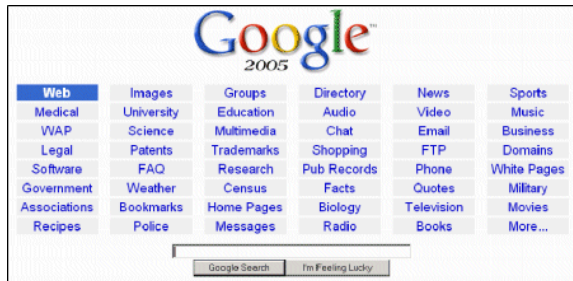 Google™
2005
Web Images Groups Directory News Sports
Medical University Education Audio Video Music
WAP Science Multimedia Chat Email Business
Legal Patents Trademarks Shopping FTP Domains
Software FAQ Research Pub Records Phone White Pages
Government Weather Census Facts Quotes Military
Associations Bookmarks Home Pages Biology Television Movies
Recipes Police Messages Radio Books More...
Google Search I'm Feeling Lucky